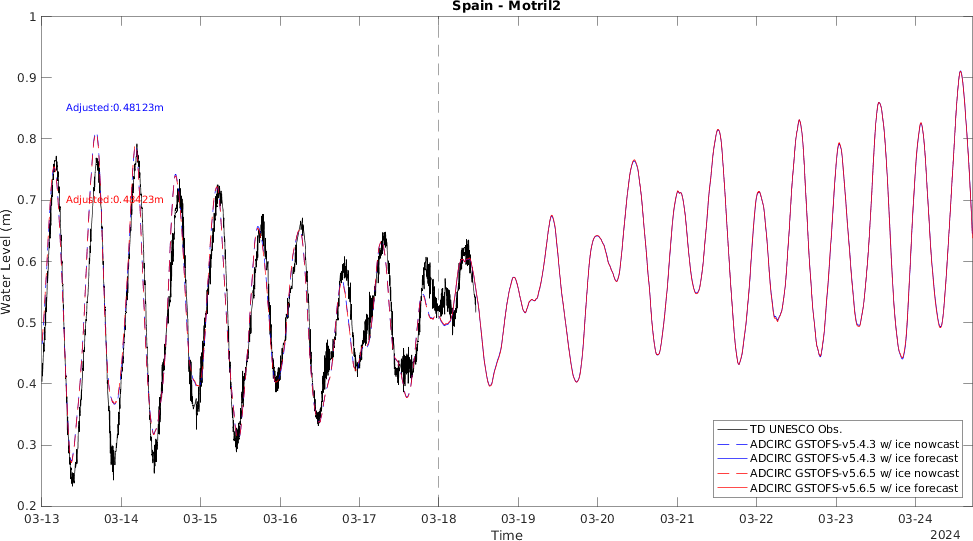 Spain - Motril2
1
0.9
0.8
0.7
0.6
0.5
0.4
0.3
0.2
Water Level (m)
Adjusted:0.48123m
Adjusted:0.48423m
TD UNESCO Obs.
ADCIRC GSTOFS-v5.4.3 w/ ice nowcast
ADCIRC GSTOFS-v5.4.3 w/ ice forecast
ADCIRC GSTOFS-v5.6.5 w/ ice nowcast
ADCIRC GSTOFS-v5.6.5 w/ ice forecast
03-13 03-14 03-15 03-16 03-17 03-18 03-19 03-20 03-21 03-22 03-23 03-24
Time
2024